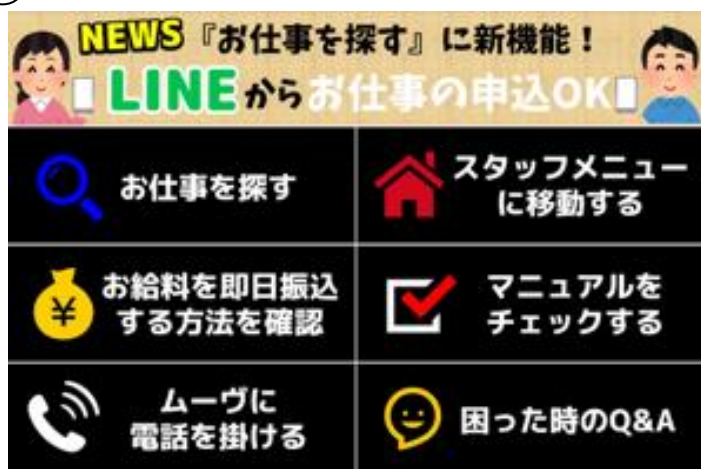 NEWS『お仕事を探す』に新機能！
LINEからお仕事の申込OK
お仕事を探す
スタッフメニュー
に移動する
お給料を即日振込
する方法を確認
マニュアルを
チェックする
ムーヴに
電話を掛ける
困った時のQ&A